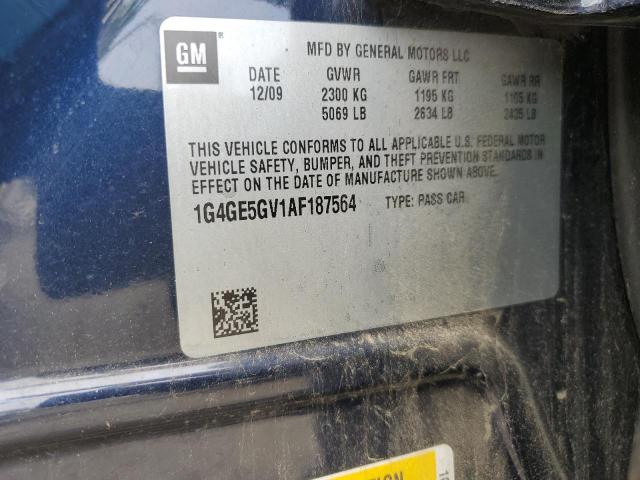 GM
MFD BY GENERAL MOTORS LLC
DATE GVWR GAWR FRT GAWR RR
12/09 2300 KG 1195 KG 1105 KG
5069 LB 2634 LB 2435 LB
THIS VEHICLE CONFORMS TO ALL APPLICABLE U.S. FEDERAL MOTOR
VEHICLE SAFETY, BUMPER, AND THEFT PREVENTION STANDARDS IN
EFFECT ON THE DATE OF MANUFACTURE SHOWN ABOVE.
1G4GE5GV1AF187564 TYPE: PASS CAR